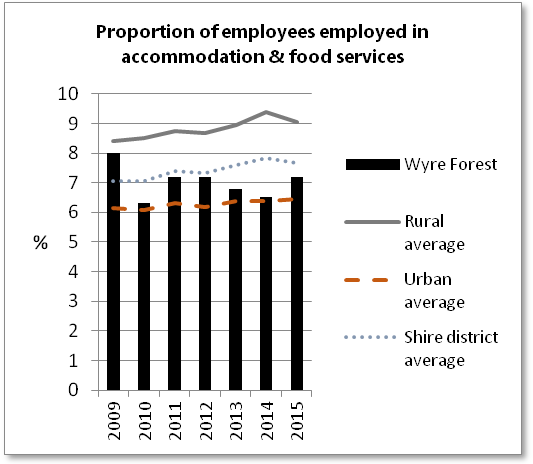 Proportion of employees employed in
accommodation & food services
10
9
8
7
6
5
4
3
2
1
0
%
2009
2010
2011
2012
2013
2014
2015
Wyre Forest
Rural
average
Urban
average
Shire district
average